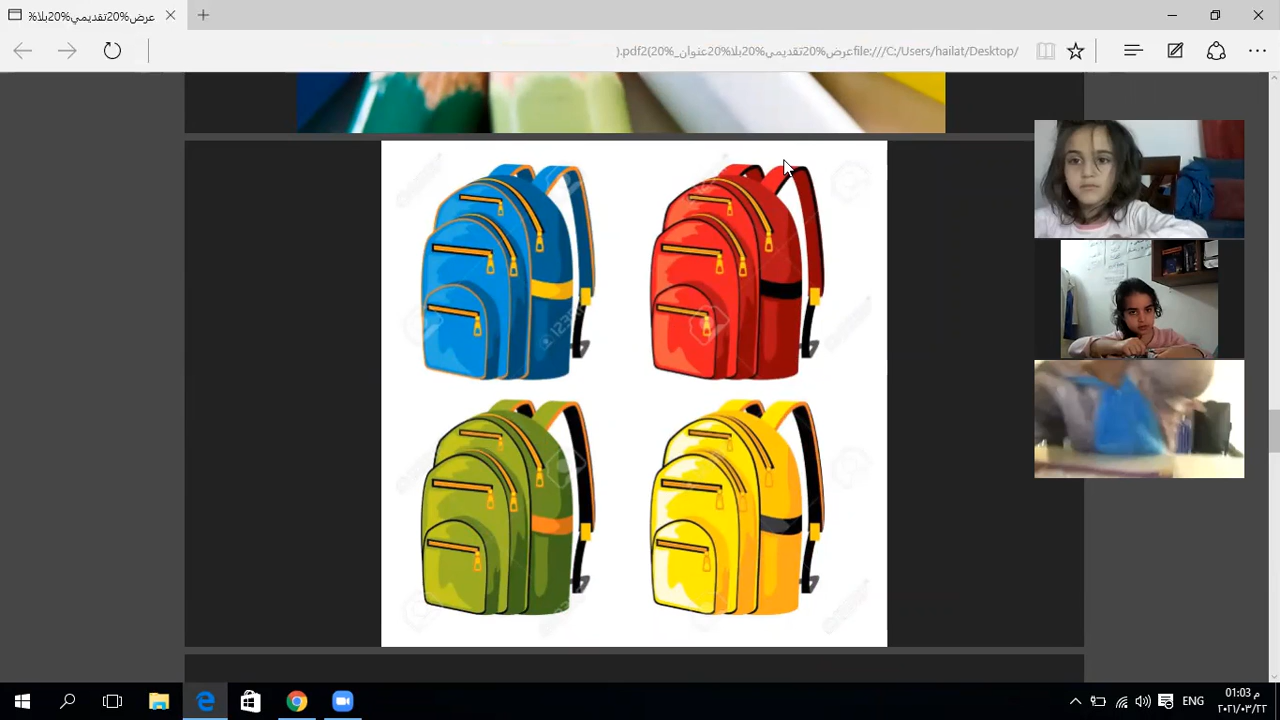 عرض%20تقديمي%20بلا%
file:///C:/Users/hailat/Desktop/عرض%20تقديمي%20بلا%20عنوان_%20(2).pdf
ENG
01:03 م
٢٠٢١/٠٣/٢٢